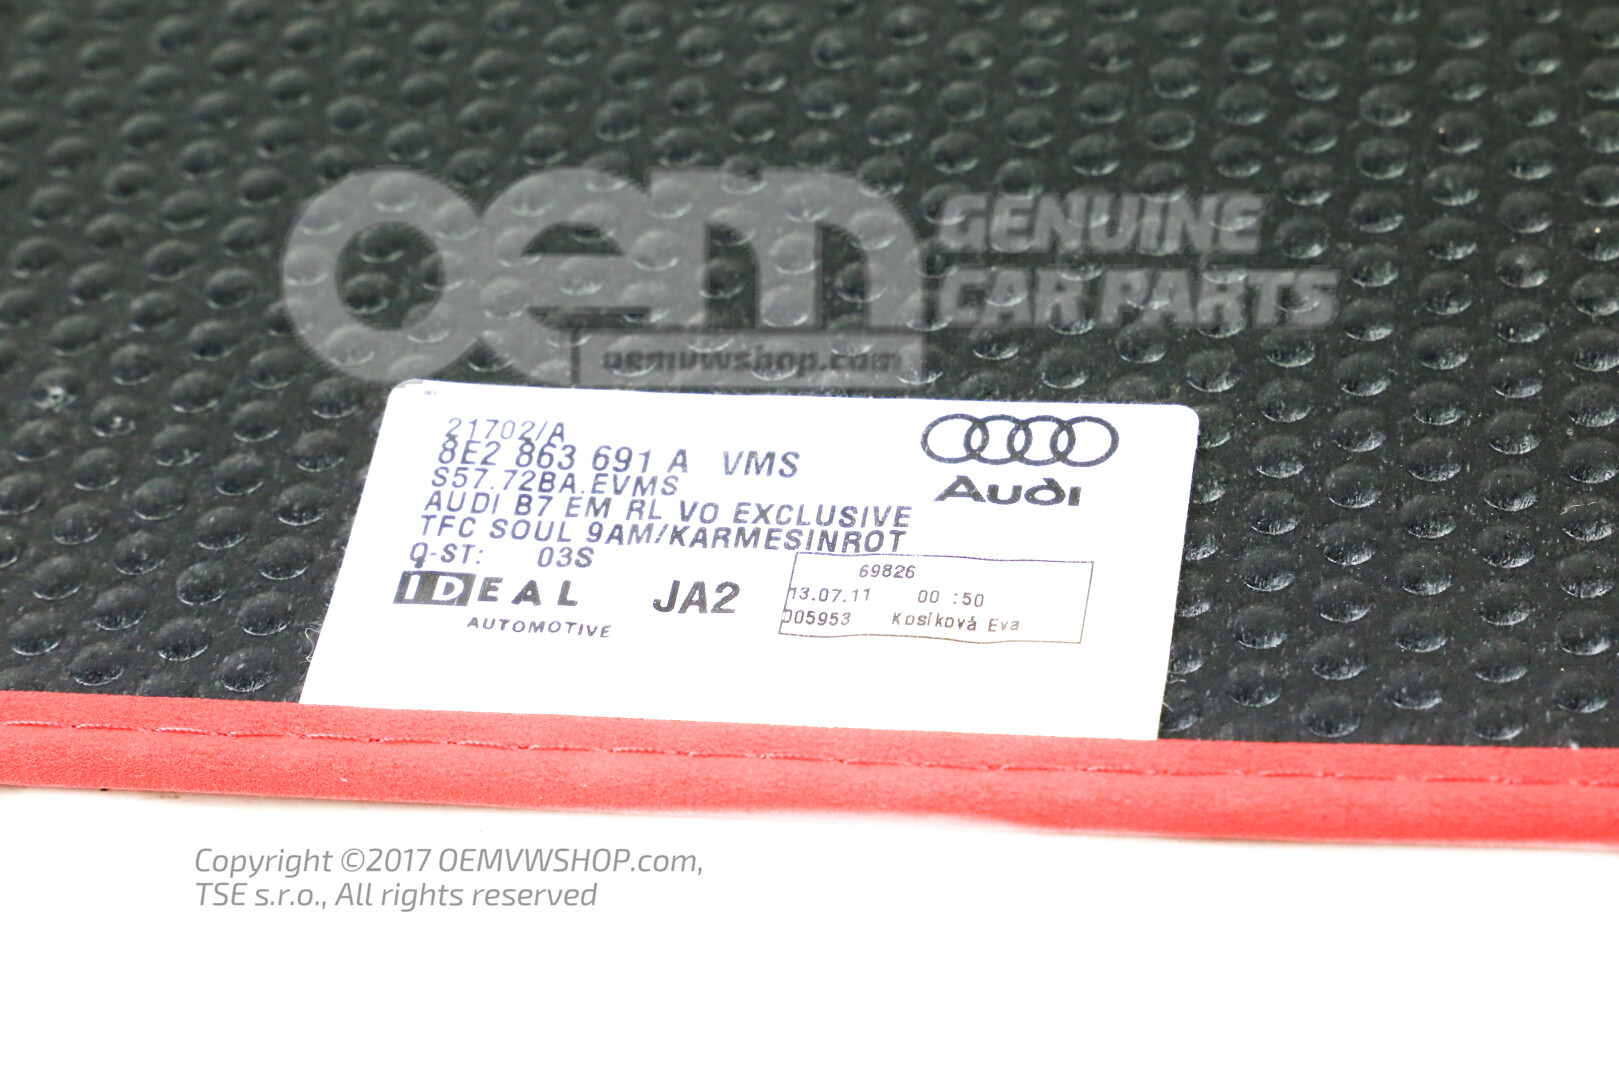 oem GENUINE
CAR PARTS
oemvwshop.com
21702/A
8E2 863 691 A VMS
S57.72BA.EVMS
AUDI B7 EM RL VO EXCLUSIVE
TFC SOUL 9AM/KARMESINROT
Q-ST: 03S
IDEAL
AUTOMOTIVE
JA2
Audi
69826
13.07.11 00 :50
005953 Kosíková Eva
Copyright ©2017 OEMVWSHOP.com,
TSE s.r.o., All rights reserved